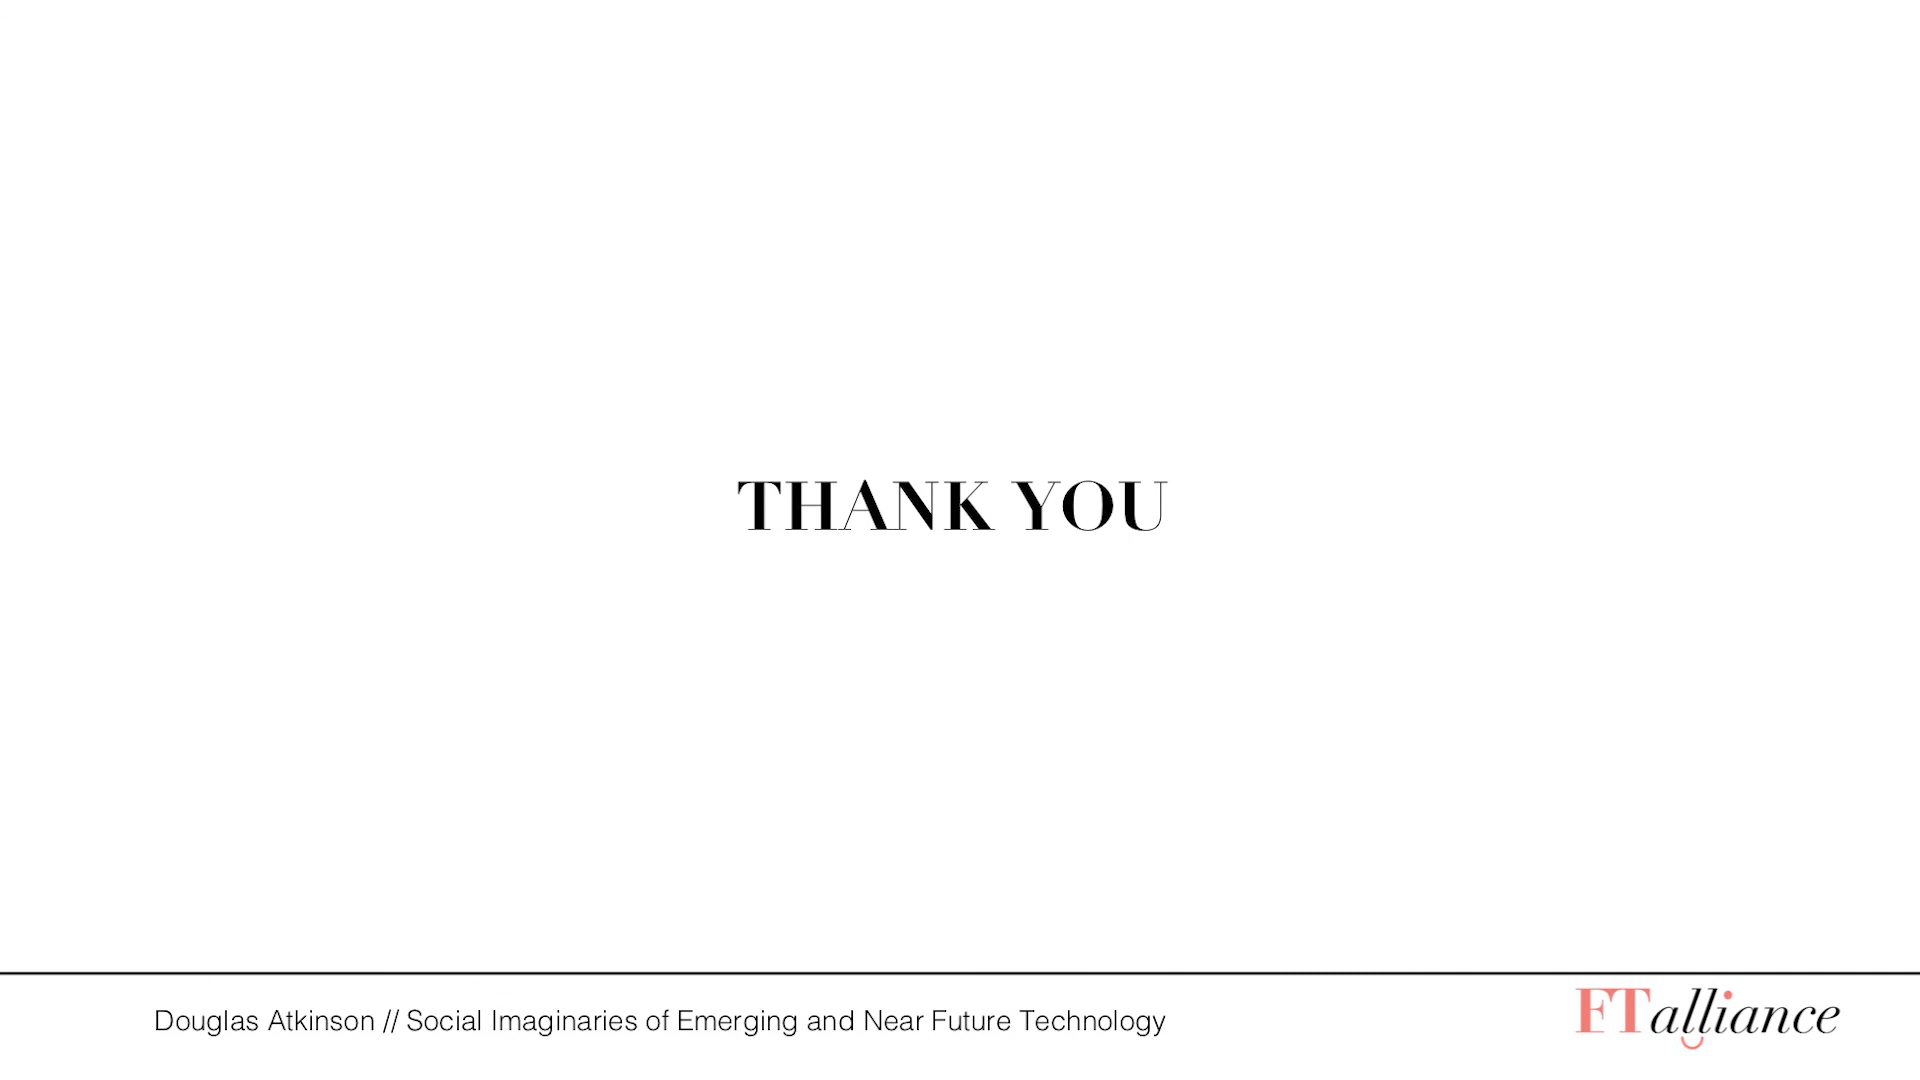 THANK YOU
Douglas Atkinson // Social Imaginaries of Emerging and Near Future Technology
FTalliance